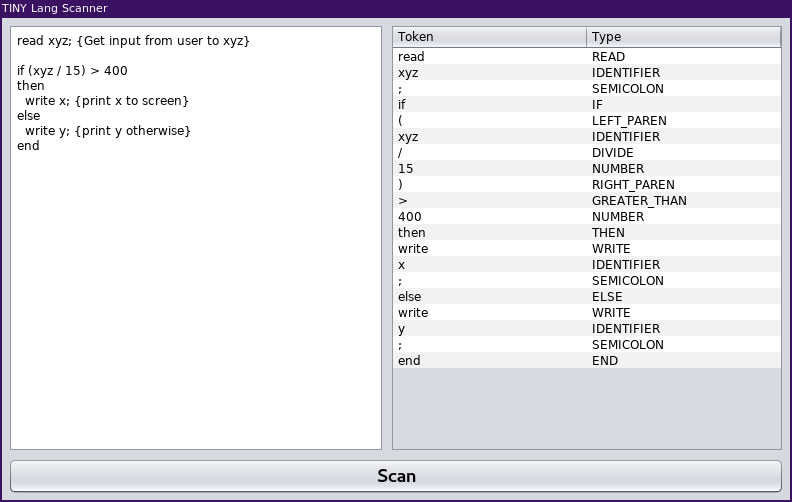 TINY Lang Scanner
read xyz; {Get input from user to xyz}
if (xyz / 15) > 400
then
  write x; {print x to screen}
else
  write y; {print y otherwise}
end
Token Type
read READ
xyz IDENTIFIER
; SEMICOLON
if IF
( LEFT_PAREN
xyz IDENTIFIER
/ DIVIDE
15 NUMBER
) RIGHT_PAREN
> GREATER_THAN
400 NUMBER
then THEN
write WRITE
x IDENTIFIER
; SEMICOLON
else ELSE
write WRITE
y IDENTIFIER
; SEMICOLON
end END
Scan